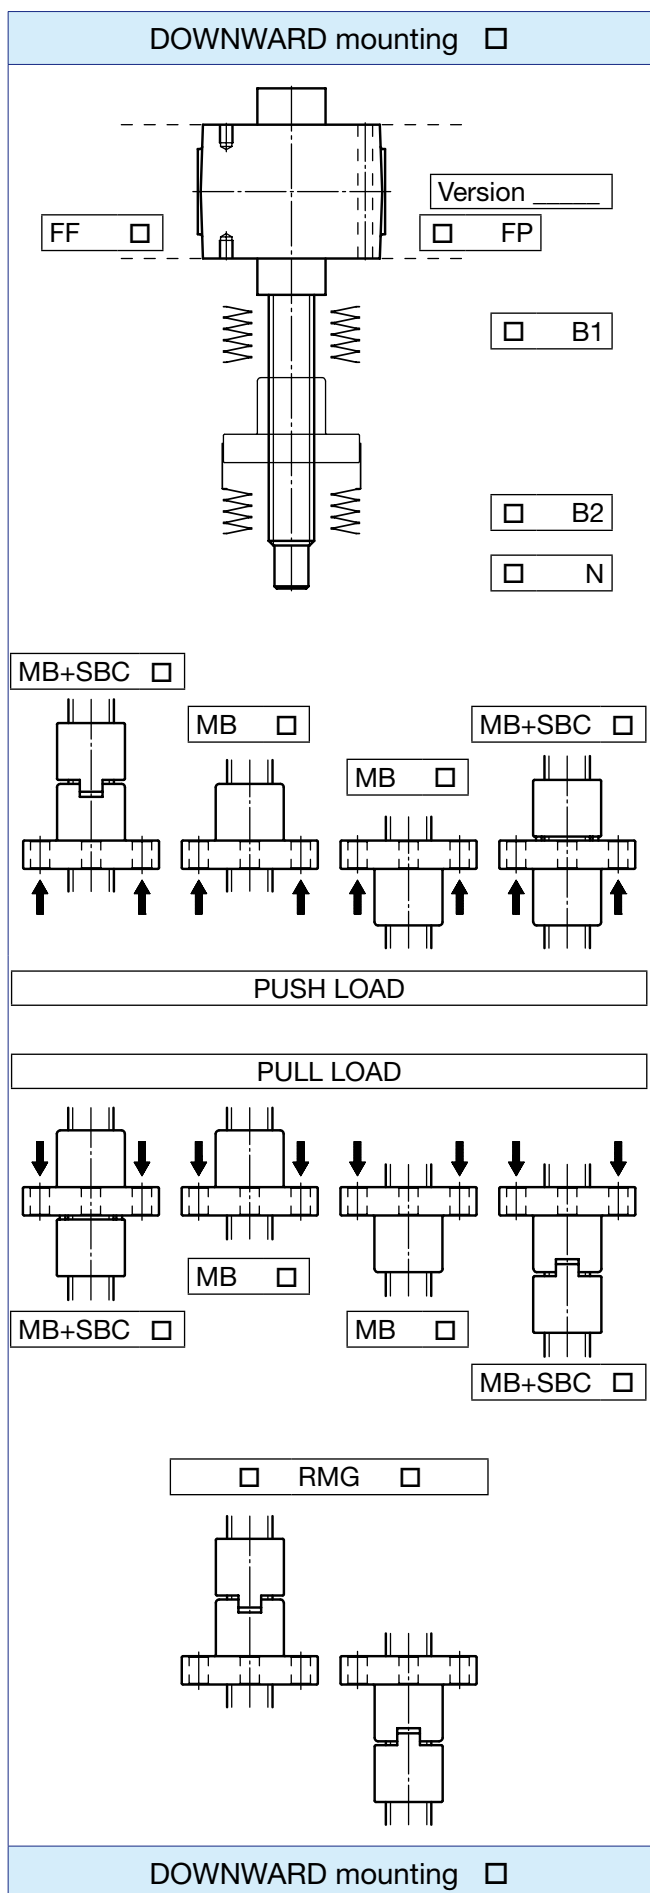 DOWNWARD mounting ☐
Version _____
FF ☐
☐ FP
☐ B1
☐ B2
☐ N
MB+SBC ☐
MB ☐
MB ☐
MB+SBC ☐
PUSH LOAD
PULL LOAD
MB ☐
MB+SBC ☐
MB ☐
MB+SBC ☐
☐ RMG ☐
DOWNWARD mounting ☐